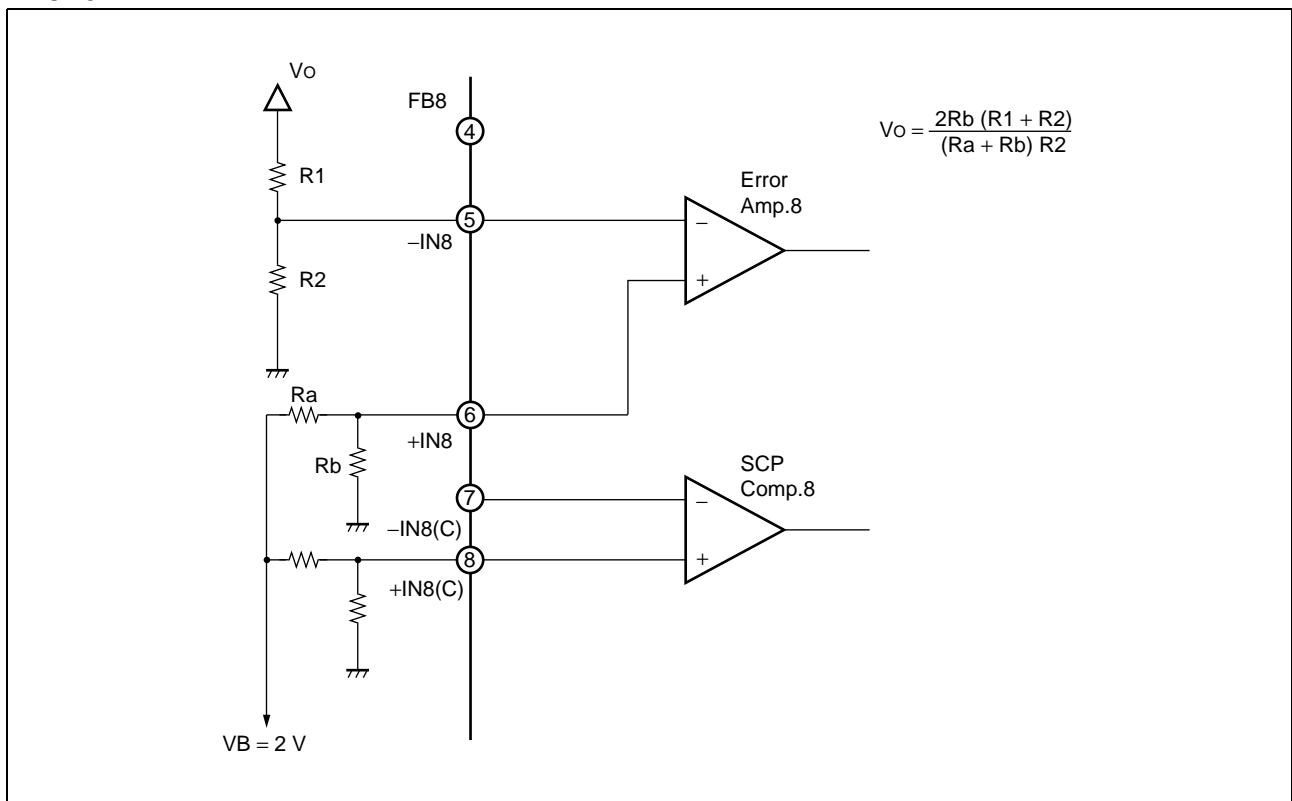 Vo
FB8
4
Vo = 2Rb (R1 + R2)
(Ra + Rb) R2
R1
Error
Amp.8
5
−
−IN8
R2
+
Ra
6
+IN8
Rb
SCP
Comp.8
7
−
−IN8(C)
8
+
+IN8(C)
VB = 2 V